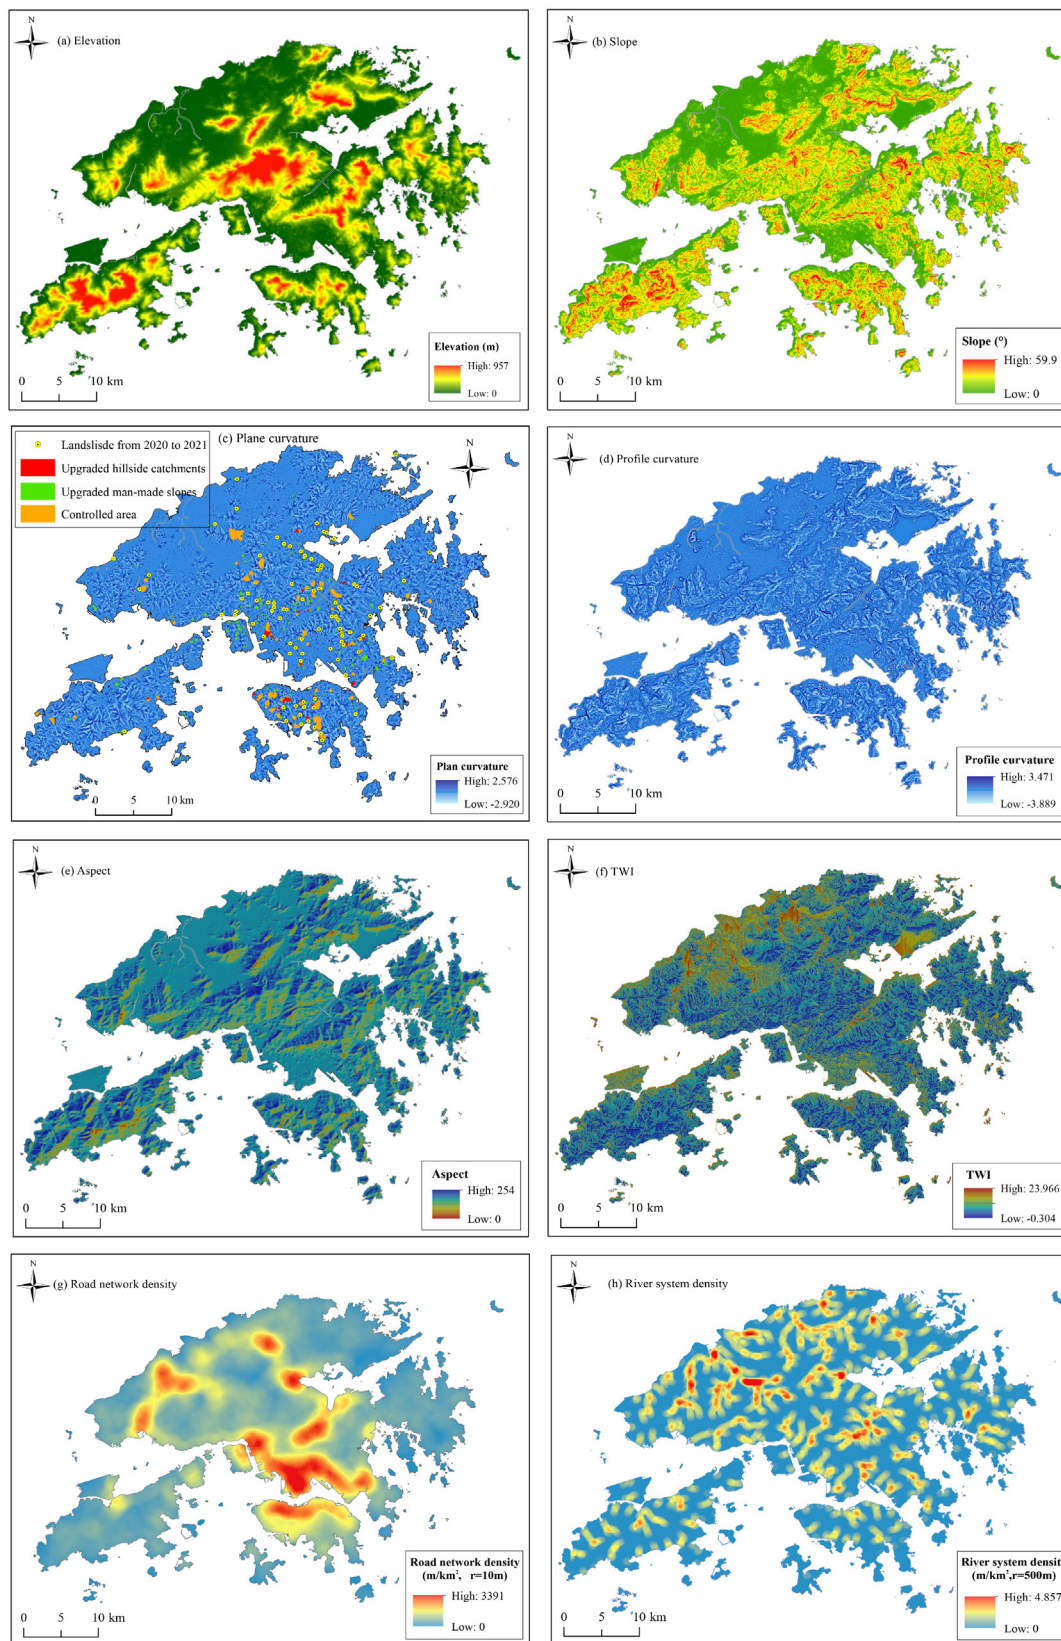 N
(a) Elevation
Elevation (m)
High: 957
Low: 0
0 5 10 km
N
(b) Slope
Slope (°)
High: 59.9
Low: 0
0 5 10 km
Landslisde from 2020 to 2021
Upgraded hillside catchments
Upgraded man-made slopes
Controlled area
(c) Plane curvature
N
Plan curvature
High: 2.576
Low: -2.920
0 5 10 km
N
(d) Profile curvature
Profile curvature
High: 3.471
Low: -3.889
0 5 10 km
N
(e) Aspect
Aspect
High: 254
Low: 0
0 5 10 km
N
(f) TWI
TWI
High: 23.966
Low: -0.304
0 5 10 km
N
(g) Road network density
Road network density
(m/km², r=10m)
High: 3391
Low: 0
0 5 10 km
N
(h) River system density
River system densit
(m/km²,r=500m)
High: 4.857
Low: 0
0 5 10 km